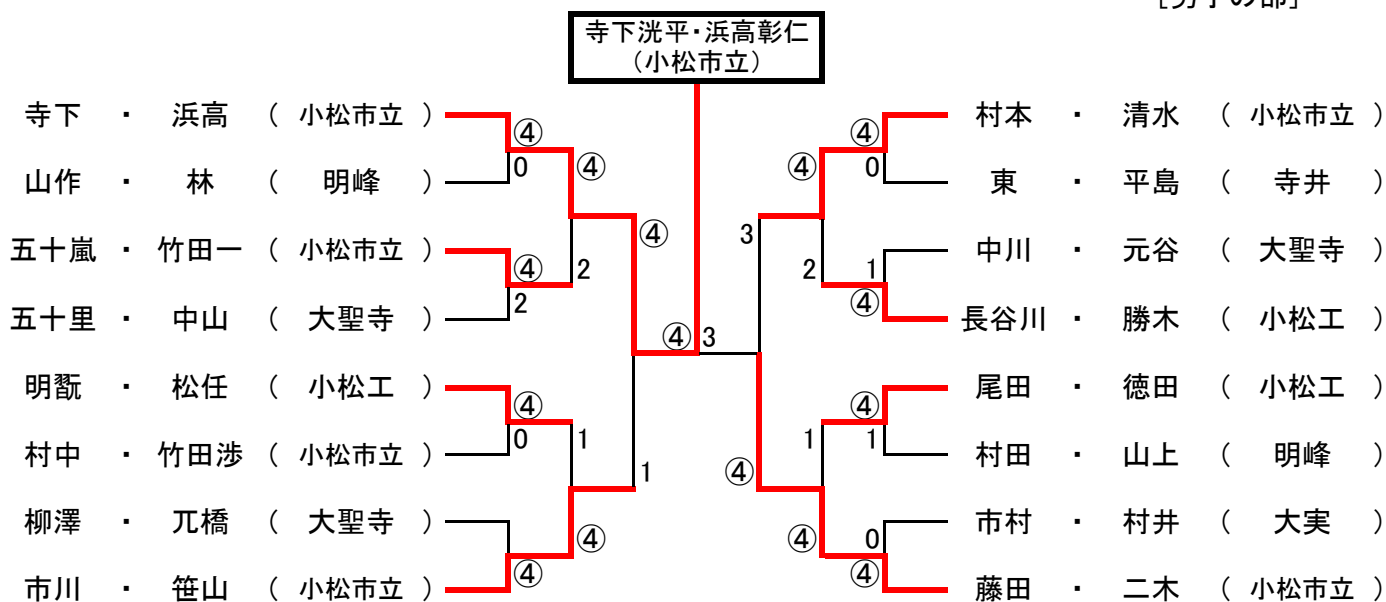 [男子の部]
寺下洸平・浜高彰仁
(小松市立)
寺下 ・ 浜高 ( 小松市立 ) ④ ④ 村本 ・ 清水 ( 小松市立 )
0 ④ ④ 0
山作 ・ 林 ( 明峰 ) 東 ・ 平島 ( 寺井 )
④ 3
五十嵐 ・ 竹田一 ( 小松市立 ) ④ 2 2 1 中川 ・ 元谷 ( 大聖寺 )
2 ④
五十里 ・ 中山 ( 大聖寺 ) 長谷川 ・ 勝木 ( 小松工 )
④ 3
明翫 ・ 松任 ( 小松工 ) ④ ④ 尾田 ・ 徳田 ( 小松工 )
0 1 1 1
村中 ・ 竹田渉 ( 小松市立 ) 村田 ・ 山上 ( 明峰 )
1 ④
柳澤 ・ 兀橋 ( 大聖寺 ) 市村 ・ 村井 ( 大実 )
④ ④ 0
市川 ・ 笹山 ( 小松市立 ) ④ ④ 藤田 ・ 二木 ( 小松市立 )